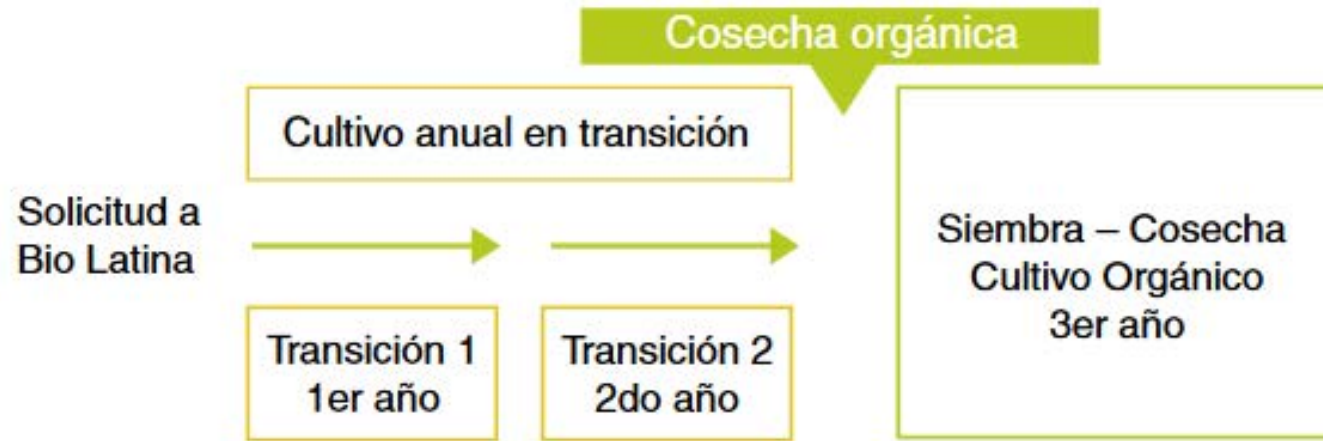 Cosecha orgánica
Cultivo anual en transición
Solicitud a
Bio Latina
Transición 1
1er año
Transición 2
2do año
Siembra – Cosecha
Cultivo Orgánico
3er año